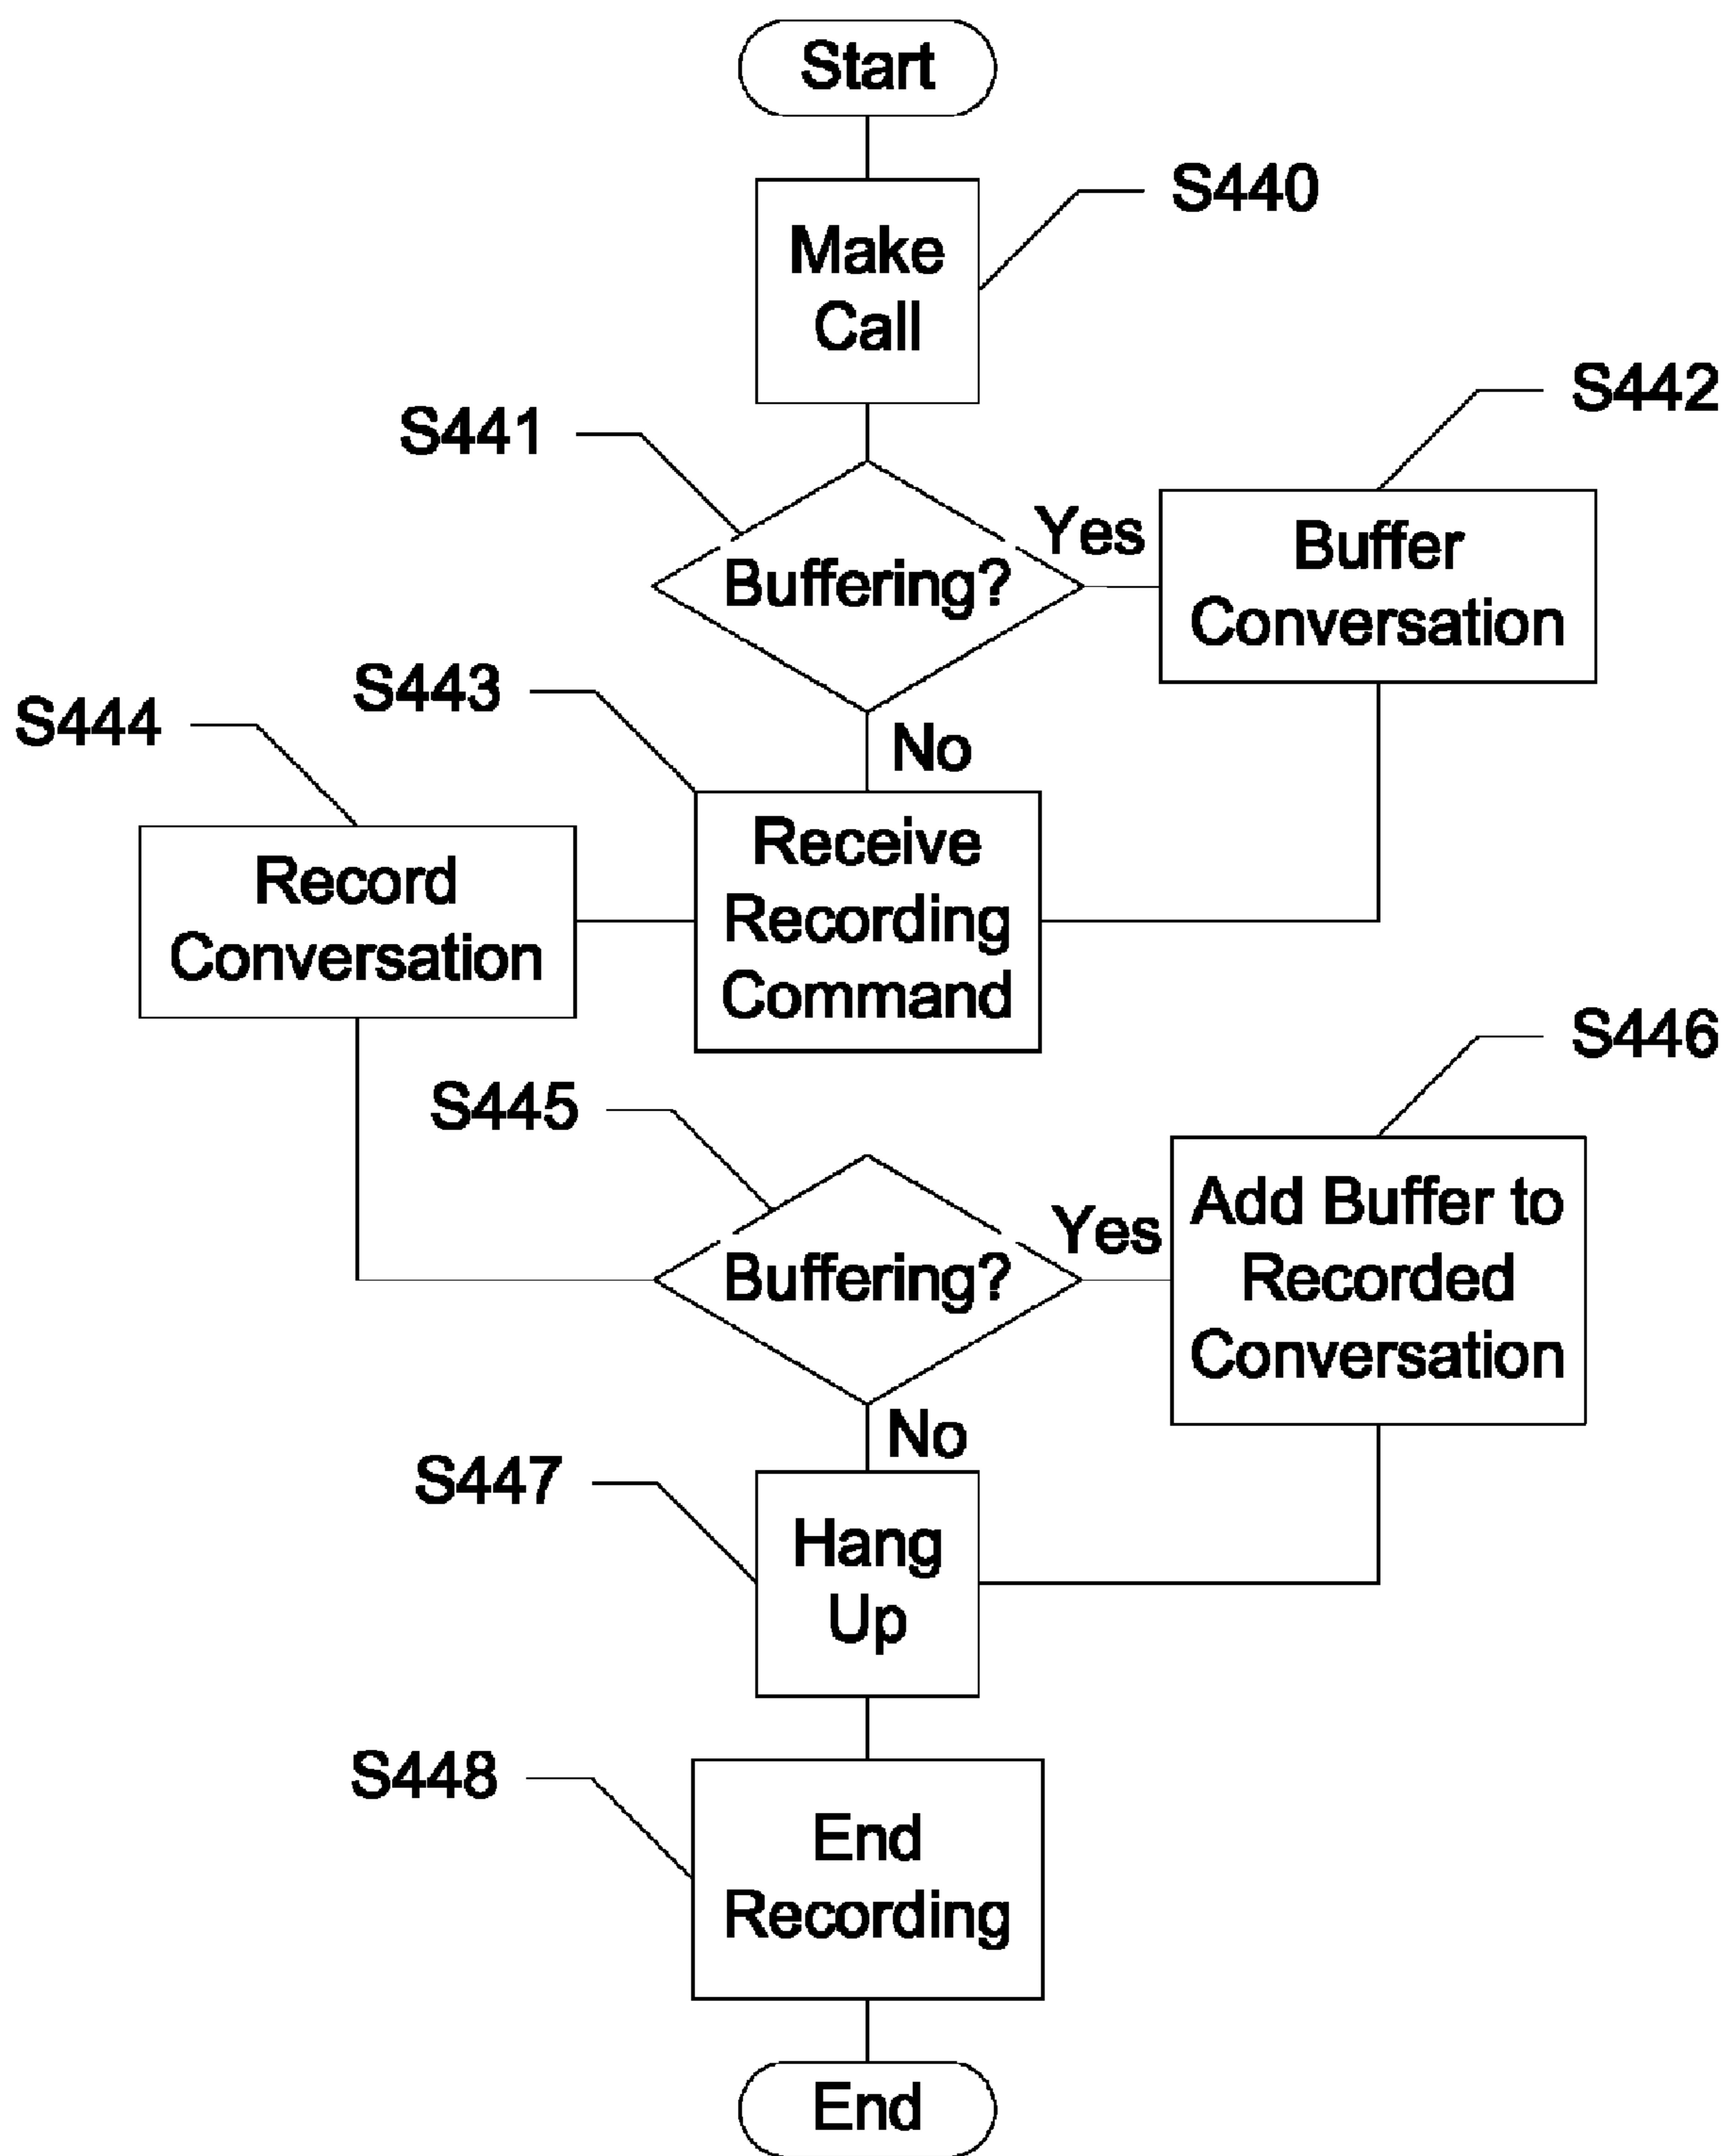 Start
S440
Make
Call
S442
S441
Yes
Buffer
Conversation
Buffering?
S443
S444
No
Receive
Recording
Command
Record
Conversation
S446
S445
Yes
Add Buffer to
Recorded
Conversation
Buffering?
No
S447
Hang
Up
S448
End
Recording
End